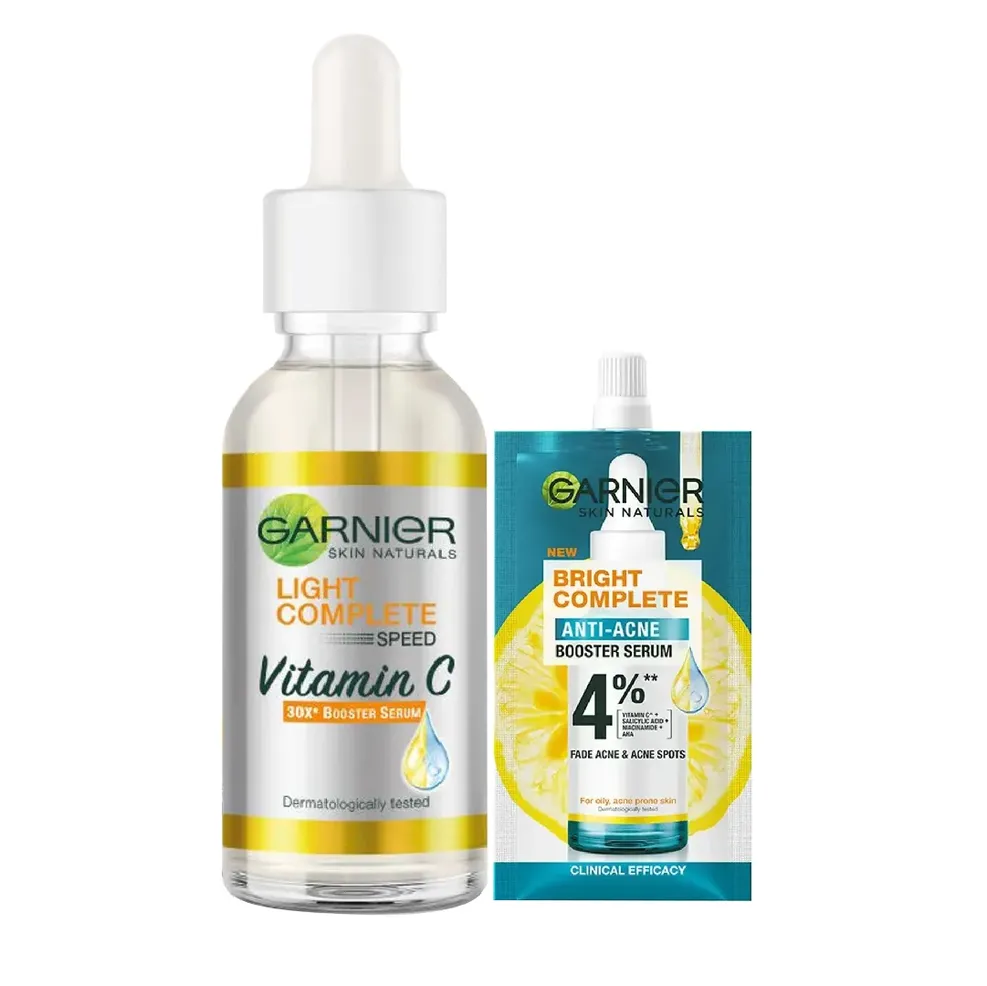 GARNIER
SKIN NATURALS
LIGHT
COMPLETE
SPEED
Vitamin C
30X* BOOSTER SERUM
Dermatologically tested
GARNIER
SKIN NATURALS
NEW
BRIGHT
COMPLETE
ANTI-ACNE
BOOSTER SERUM
4%**
VITAMIN C* +
SALICYLIC ACID +
NIACINAMIDE +
AHA
FADE ACNE & ACNE SPOTS
For oily, acne prone skin
Dermatologically tested
CLINICAL EFFICACY